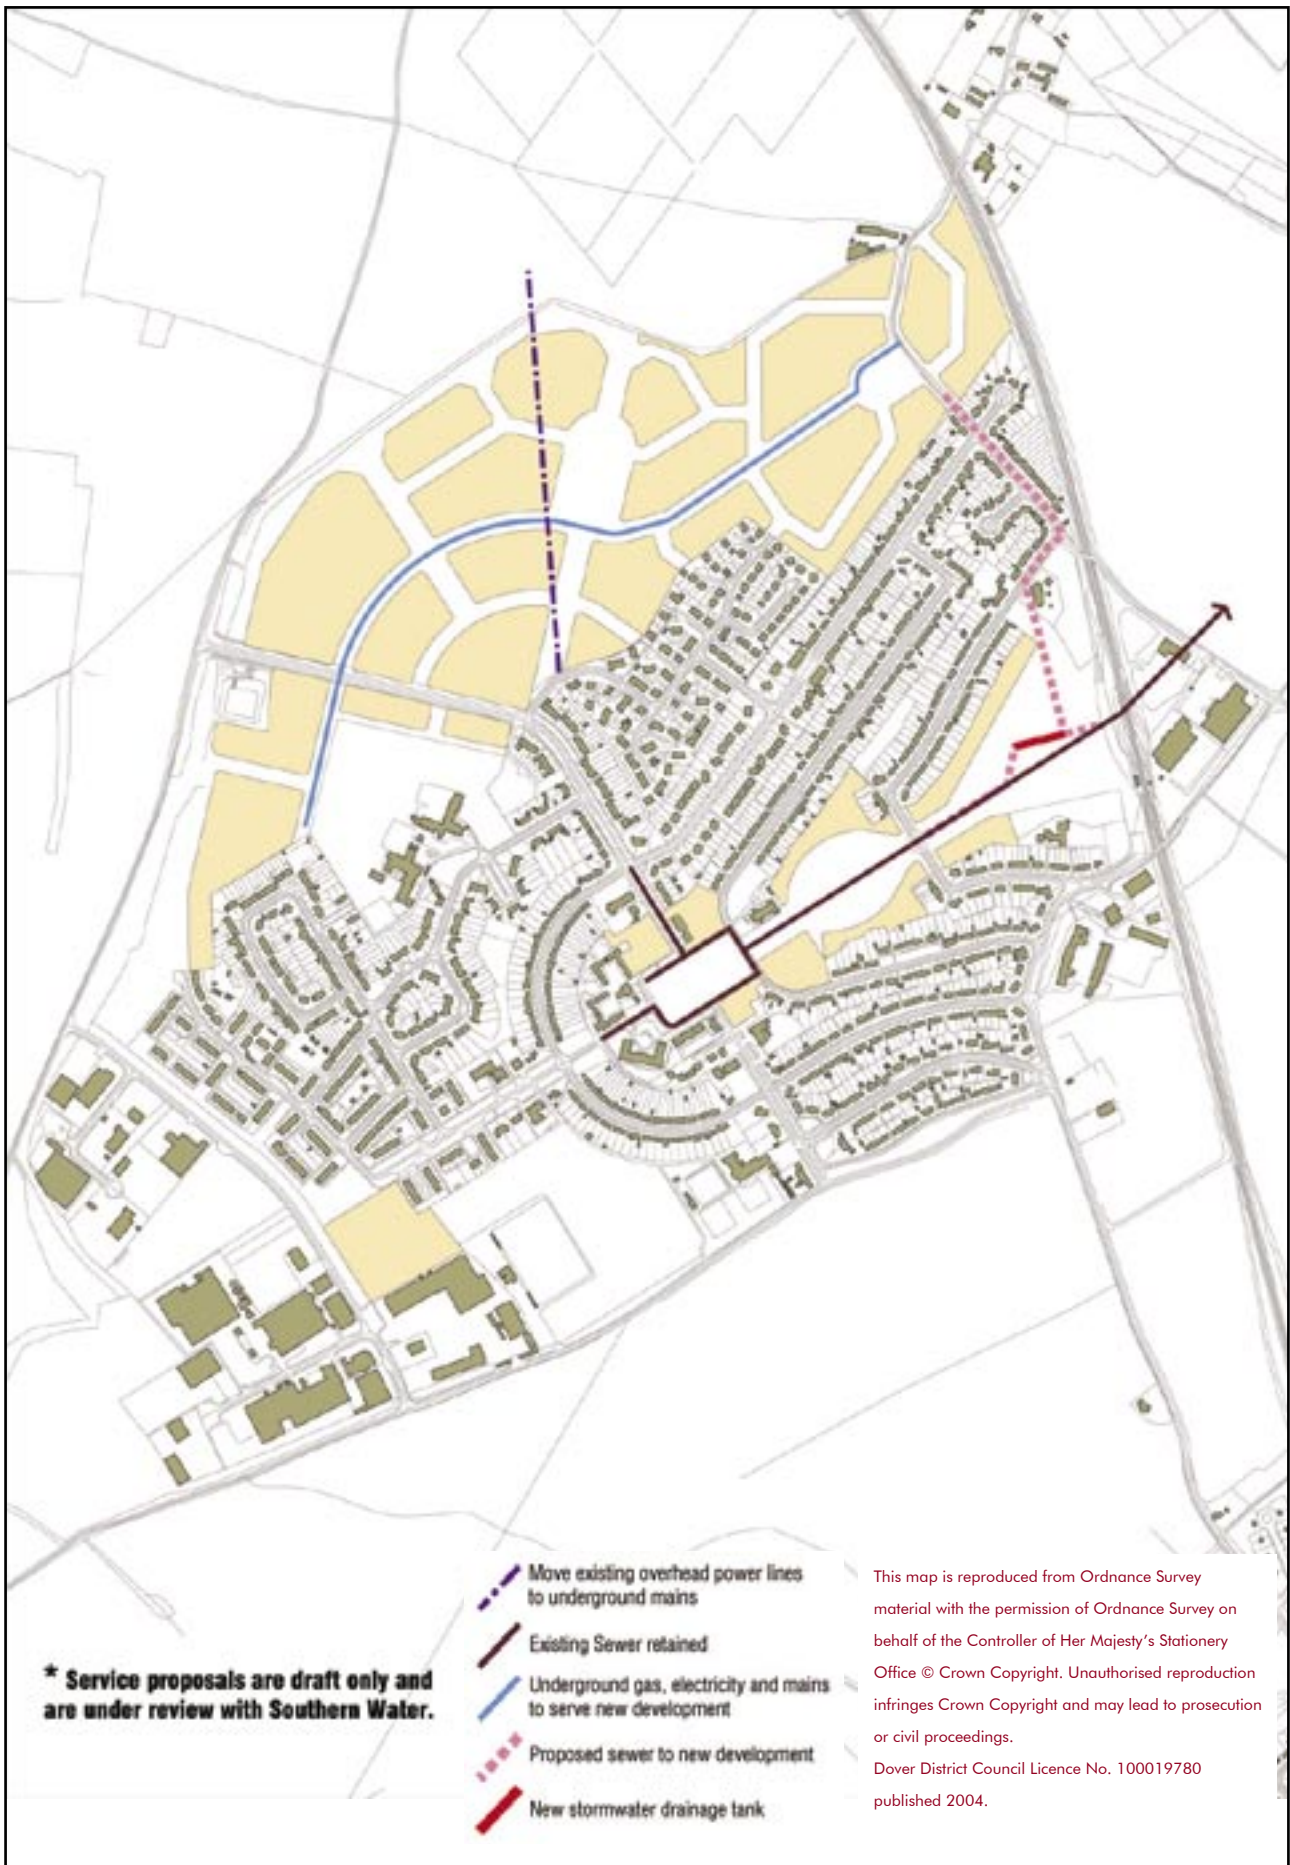 Move existing overhead power lines
to underground mains
Existing Sewer retained
Underground gas, electricity and mains
to serve new development
Proposed sewer to new development
New stormwater drainage tank
* Service proposals are draft only and
are under review with Southern Water.
This map is reproduced from Ordnance Survey
material with the permission of Ordnance Survey on
behalf of the Controller of Her Majesty's Stationery
Office © Crown Copyright. Unauthorised reproduction
infringes Crown Copyright and may lead to prosecution
or civil proceedings.
Dover District Council Licence No. 100019780
published 2004.